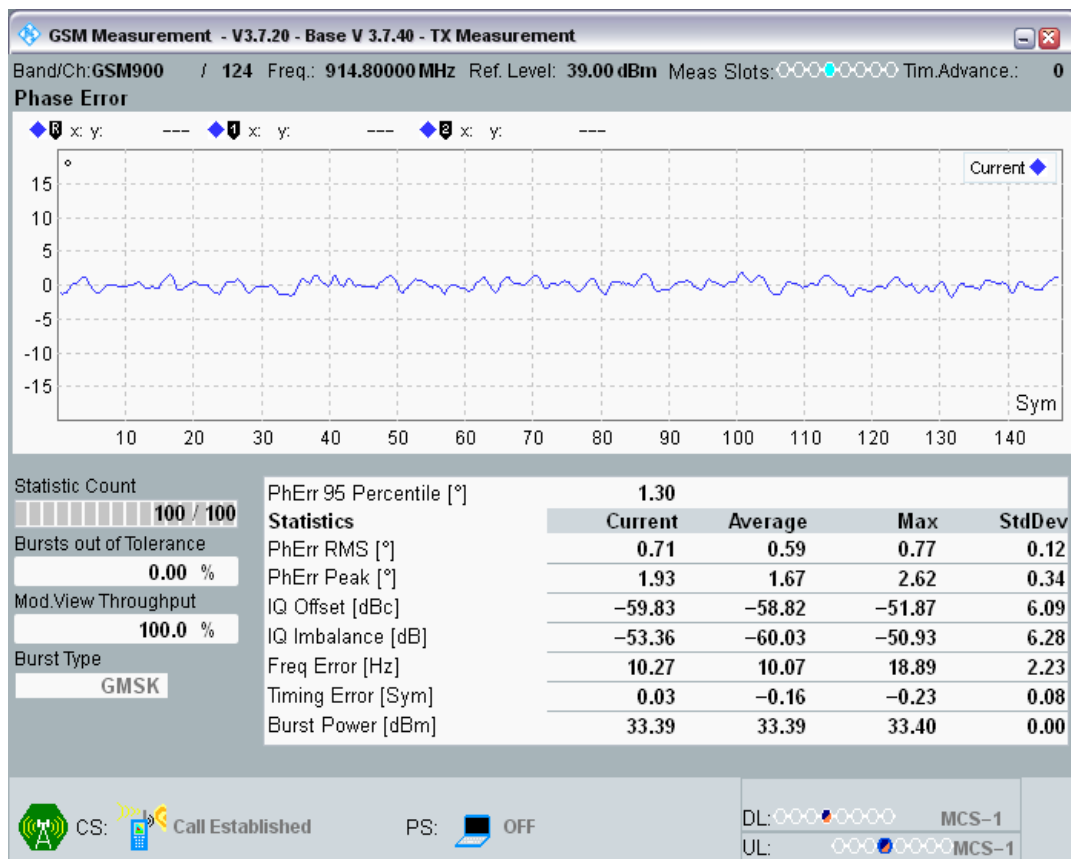 GSM Measurement - V3.7.20 - Base V 3.7.40 - TX Measurement
Band/Ch:GSM900 / 124 Freq.: 914.80000 MHz Ref. Level: 39.00 dBm Meas Slots: Tim.Advance.: 0
Phase Error
R x: y: --- 1 x: y: --- 2 x: y: ---
°
Current
15
10
5
0
-5
-10
-15
Sym
10 20 30 40 50 60 70 80 90 100 110 120 130 140
Statistic Count
100 / 100
Bursts out of Tolerance
0.00 %
Mod.View Throughput
100.0 %
Burst Type
GMSK
PhErr 95 Percentile [°] 1.30
Statistics Current Average Max StdDev
PhErr RMS [°] 0.71 0.59 0.77 0.12
PhErr Peak [°] 1.93 1.67 2.62 0.34
IQ Offset [dBc] −59.83 −58.82 −51.87 6.09
IQ Imbalance [dB] −53.36 −60.03 −50.93 6.28
Freq Error [Hz] 10.27 10.07 18.89 2.23
Timing Error [Sym] 0.03 −0.16 −0.23 0.08
Burst Power [dBm] 33.39 33.39 33.40 0.00
CS: Call Established PS: OFF
DL: MCS−1
UL: MCS−1